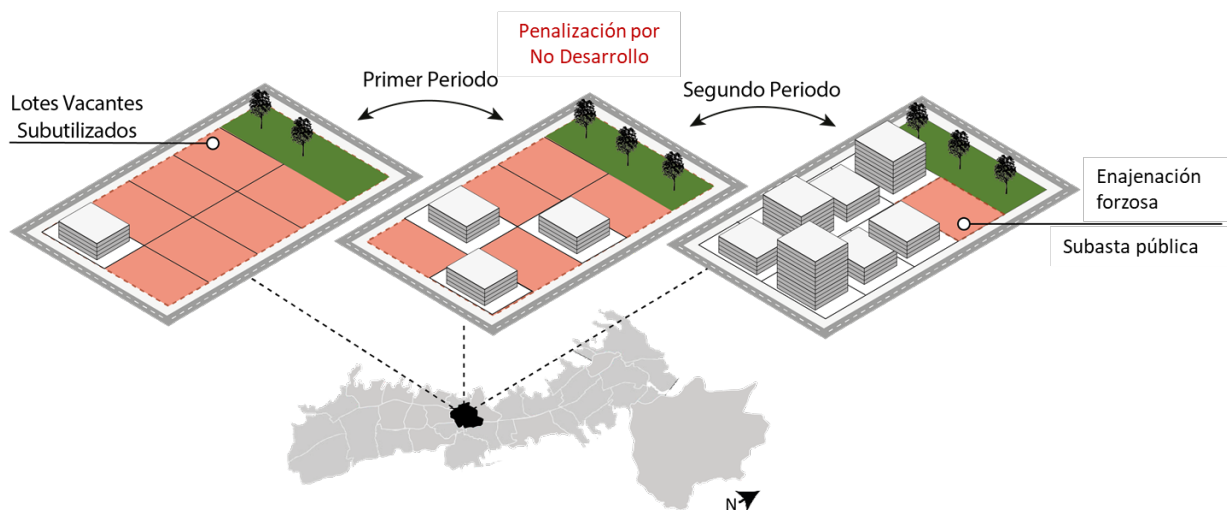 Penalización por
No Desarrollo
Primer Periodo
Segundo Periodo
Lotes Vacantes
Subutilizados
Enajenación
forzosa
Subasta pública
N